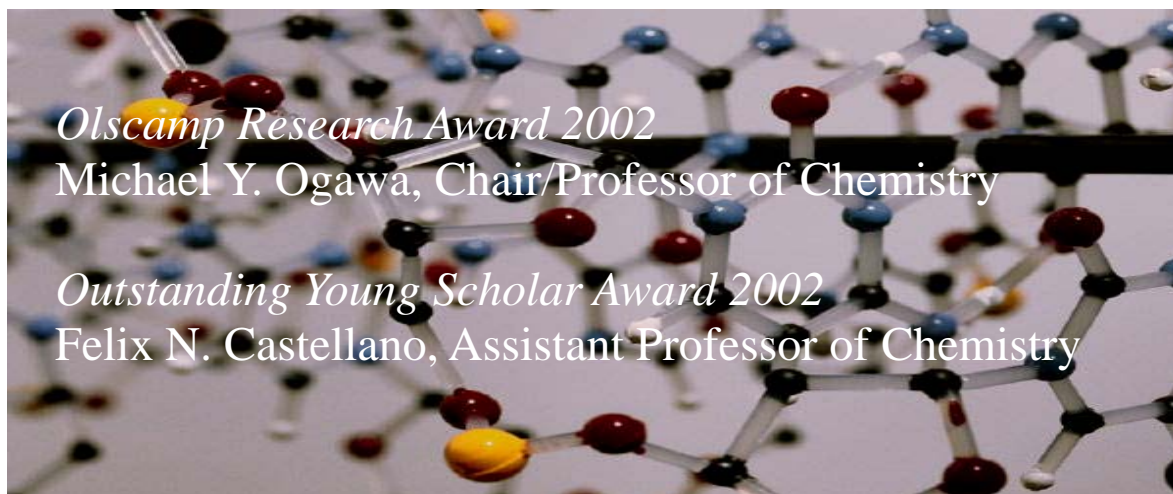 Olscamp Research Award 2002
Michael Y. Ogawa, Chair/Professor of Chemistry
Outstanding Young Scholar Award 2002
Felix N. Castellano, Assistant Professor of Chemistry